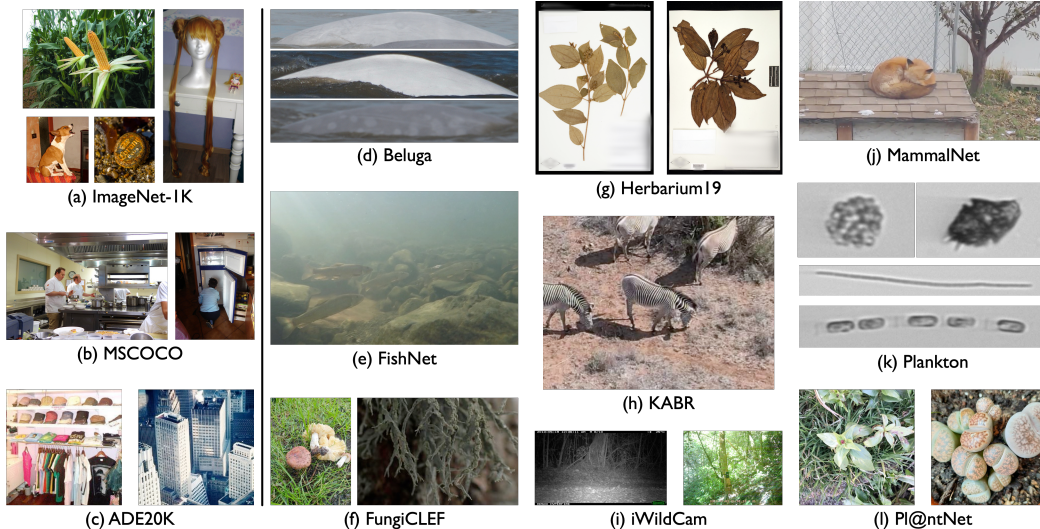 (a) ImageNet-1K
(b) MSCOCO
(c) ADE20K
(d) Beluga
(e) FishNet
(f) FungiCLEF
(g) Herbarium19
(h) KABR
(i) iWildCam
(j) MammalNet
(k) Plankton
(l) Pl@ntNet